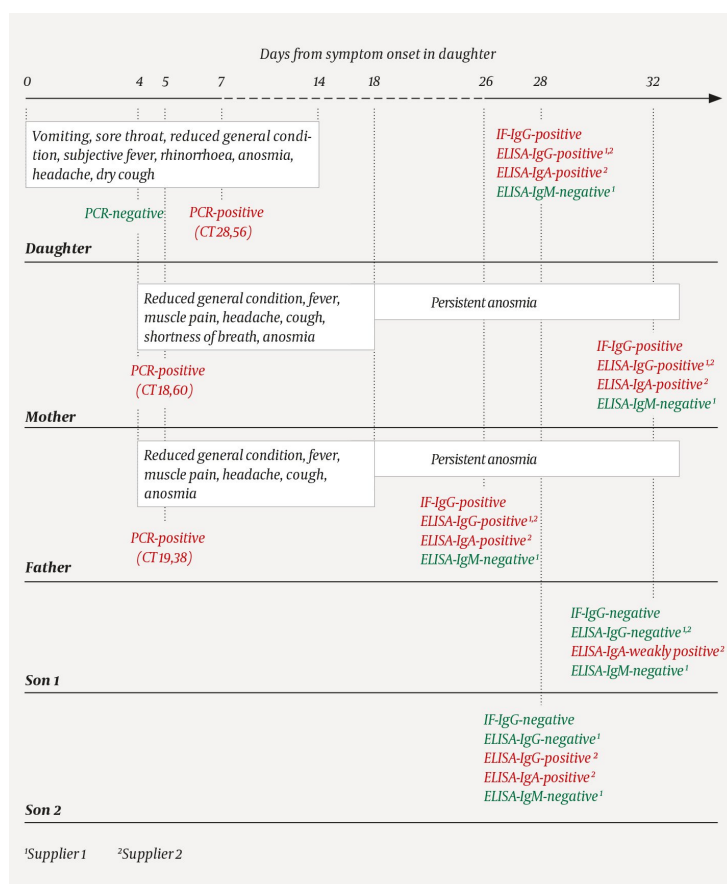 Days from symptom onset in daughter
0 4 5 7 14 18 26 28 32
Vomiting, sore throat, reduced general condi-
tion, subjective fever, rhinorrhoea, anosmia,
headache, dry cough
IF-IgG-positive
ELISA-IgG-positive¹,²
ELISA-IgA-positive²
ELISA-IgM-negative¹
PCR-negative
PCR-positive
(CT 28,56)
Daughter
Reduced general condition, fever,
muscle pain, headache, cough,
shortness of breath, anosmia
Persistent anosmia
IF-IgG-positive
ELISA-IgG-positive¹,²
ELISA-IgA-positive²
ELISA-IgM-negative¹
PCR-positive
(CT 18,60)
Mother
Reduced general condition, fever,
muscle pain, headache, cough,
anosmia
Persistent anosmia
IF-IgG-positive
ELISA-IgG-positive¹,²
ELISA-IgA-positive²
ELISA-IgM-negative¹
PCR-positive
(CT 19,38)
Father
IF-IgG-negative
ELISA-IgG-negative¹,²
ELISA-IgA-weakly positive²
ELISA-IgM-negative¹
Son 1
IF-IgG-negative
ELISA-IgG-negative¹
ELISA-IgG-positive²
ELISA-IgA-positive²
ELISA-IgM-negative¹
Son 2
¹Supplier 1 ²Supplier 2